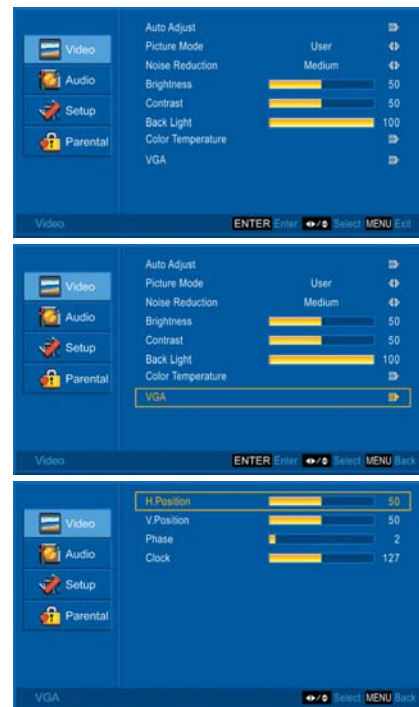 Auto Adjust
Video Picture Mode User
Noise Reduction Medium
Audio Brightness 50
Contrast 50
Setup Back Light 100
Parental Color Temperature
VGA
Video ENTER Enter Select MENU Exit
Auto Adjust
Video Picture Mode User
Noise Reduction Medium
Audio Brightness 50
Contrast 50
Setup Back Light 100
Parental Color Temperature
VGA
Video ENTER Enter Select MENU Back
H.Position 50
Video V.Position 50
Phase 2
Audio Clock 127
Setup
Parental
VGA Select MENU Back